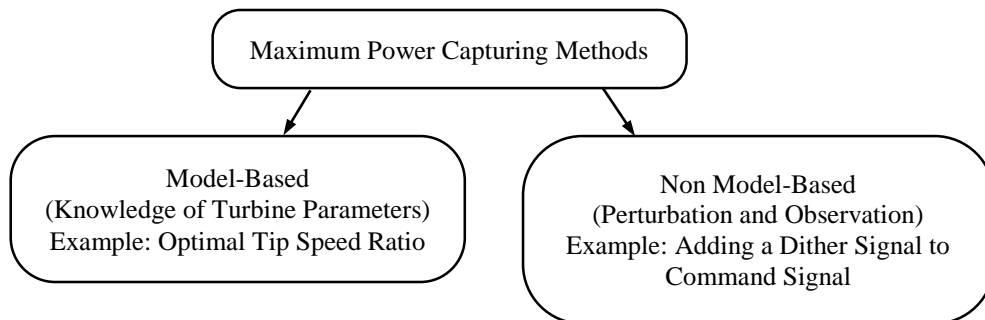 Maximum Power Capturing Methods
Model-Based
(Knowledge of Turbine Parameters)
Example: Optimal Tip Speed Ratio
Non Model-Based
(Perturbation and Observation)
Example: Adding a Dither Signal to
Command Signal